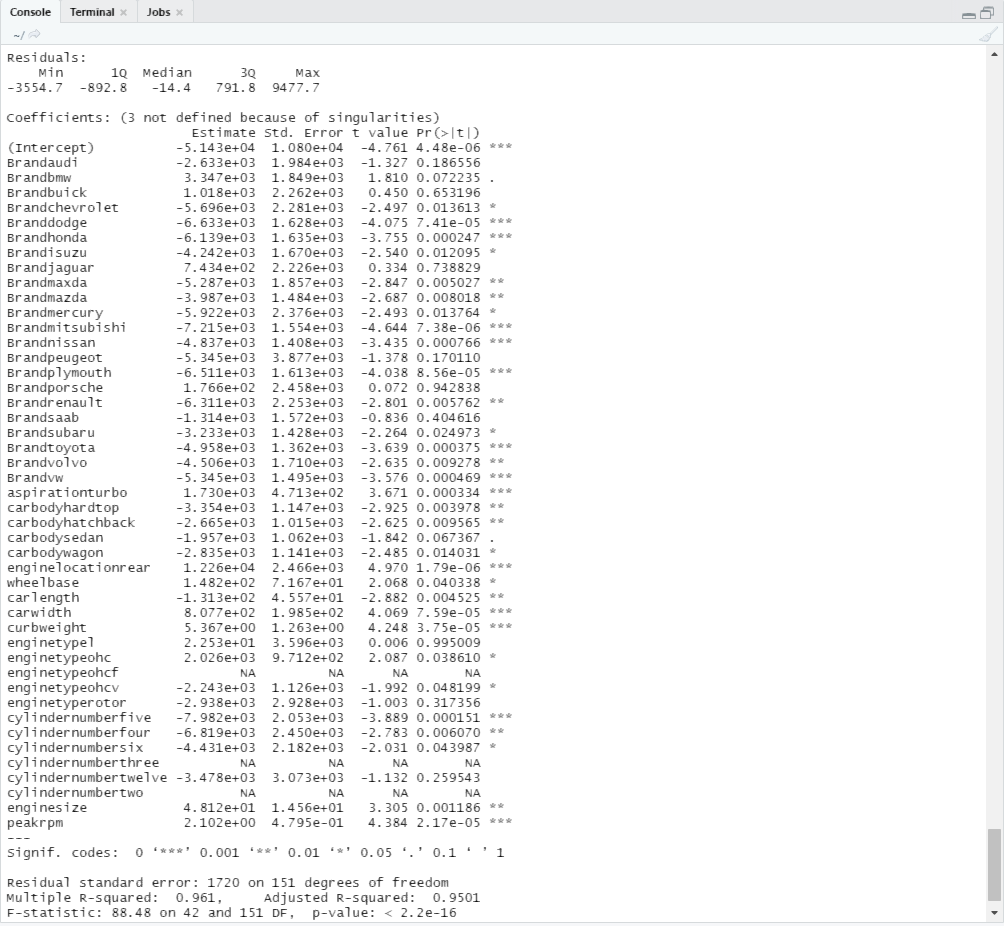 Console Terminal × Jobs ×
~/
Residuals:
    Min      1Q  Median      3Q     Max
-3554.7  -892.8   -14.4   791.8  9477.7
Coefficients: (3 not defined because of singularities)
                       Estimate Std. Error t value Pr(>|t|)
(Intercept)          -5.143e+04  1.080e+04  -4.761 4.48e-06 ***
Brandaudi            -2.633e+03  1.984e+03  -1.327 0.186556
Brandbmw              3.347e+03  1.849e+03   1.810 0.072235 .
Brandbuick            1.018e+03  2.262e+03   0.450 0.653196
Brandchevrolet       -5.696e+03  2.281e+03  -2.497 0.013613 *
Branddodge           -6.633e+03  1.628e+03  -4.075 7.41e-05 ***
Brandhonda           -6.139e+03  1.635e+03  -3.755 0.000247 ***
Brandisuzu           -4.242e+03  1.670e+03  -2.540 0.012095 *
Brandjaguar           7.434e+02  2.226e+03   0.334 0.738829
Brandmaxda           -5.287e+03  1.857e+03  -2.847 0.005027 **
Brandmazda           -3.987e+03  1.484e+03  -2.687 0.008018 **
Brandmercury         -5.922e+03  2.376e+03  -2.493 0.013764 *
Brandmitsubishi      -7.215e+03  1.554e+03  -4.644 7.38e-06 ***
Brandnissan          -4.837e+03  1.408e+03  -3.435 0.000766 ***
Brandpeugeot         -5.345e+03  3.877e+03  -1.378 0.170110
Brandplymouth        -6.511e+03  1.613e+03  -4.038 8.56e-05 ***
Brandporsche          1.766e+02  2.458e+03   0.072 0.942838
Brandrenault         -6.311e+03  2.253e+03  -2.801 0.005762 **
Brandsaab            -1.314e+03  1.572e+03  -0.836 0.404616
Brandsubaru          -3.233e+03  1.428e+03  -2.264 0.024973 *
Brandtoyota          -4.958e+03  1.362e+03  -3.639 0.000375 ***
Brandvolvo           -4.506e+03  1.710e+03  -2.635 0.009278 **
Brandvw              -5.345e+03  1.495e+03  -3.576 0.000469 ***
aspirationturbo       1.730e+03  4.713e+02   3.671 0.000334 ***
carbodyhardtop       -3.354e+03  1.147e+03  -2.925 0.003978 **
carbodyhatchback     -2.665e+03  1.015e+03  -2.625 0.009565 **
carbodysedan         -1.957e+03  1.062e+03  -1.842 0.067367 .
carbodywagon         -2.835e+03  1.141e+03  -2.485 0.014031 *
enginelocationrear    1.226e+04  2.466e+03   4.970 1.79e-06 ***
wheelbase             1.482e+02  7.167e+01   2.068 0.040338 *
carlength            -1.313e+02  4.557e+01  -2.882 0.004525 **
carwidth              8.077e+02  1.985e+02   4.069 7.59e-05 ***
curbweight            5.367e+00  1.263e+00   4.248 3.75e-05 ***
enginetypel           2.253e+01  3.596e+03   0.006 0.995009
enginetypeohc         2.026e+03  9.712e+02   2.087 0.038610 *
enginetypeohcf               NA         NA      NA       NA
enginetypeohcv       -2.243e+03  1.126e+03  -1.992 0.048199 *
enginetyperotor      -2.938e+03  2.928e+03  -1.003 0.317356
cylindernumberfive   -7.982e+03  2.053e+03  -3.889 0.000151 ***
cylindernumberfour   -6.819e+03  2.450e+03  -2.783 0.006070 **
cylindernumbersix    -4.431e+03  2.182e+03  -2.031 0.043987 *
cylindernumberthree          NA         NA      NA       NA
cylindernumbertwelve -3.478e+03  3.073e+03  -1.132 0.259543
cylindernumbertwo            NA         NA      NA       NA
enginesize            4.812e+01  1.456e+01   3.305 0.001186 **
peakrpm               2.102e+00  4.795e-01   4.384 2.17e-05 ***
---
Signif. codes:  0 ‘***’ 0.001 ‘**’ 0.01 ‘*’ 0.05 ‘.’ 0.1 ‘ ’ 1
Residual standard error: 1720 on 151 degrees of freedom
Multiple R-squared:  0.961,	Adjusted R-squared:  0.9501
F-statistic: 88.48 on 42 and 151 DF,  p-value: < 2.2e-16